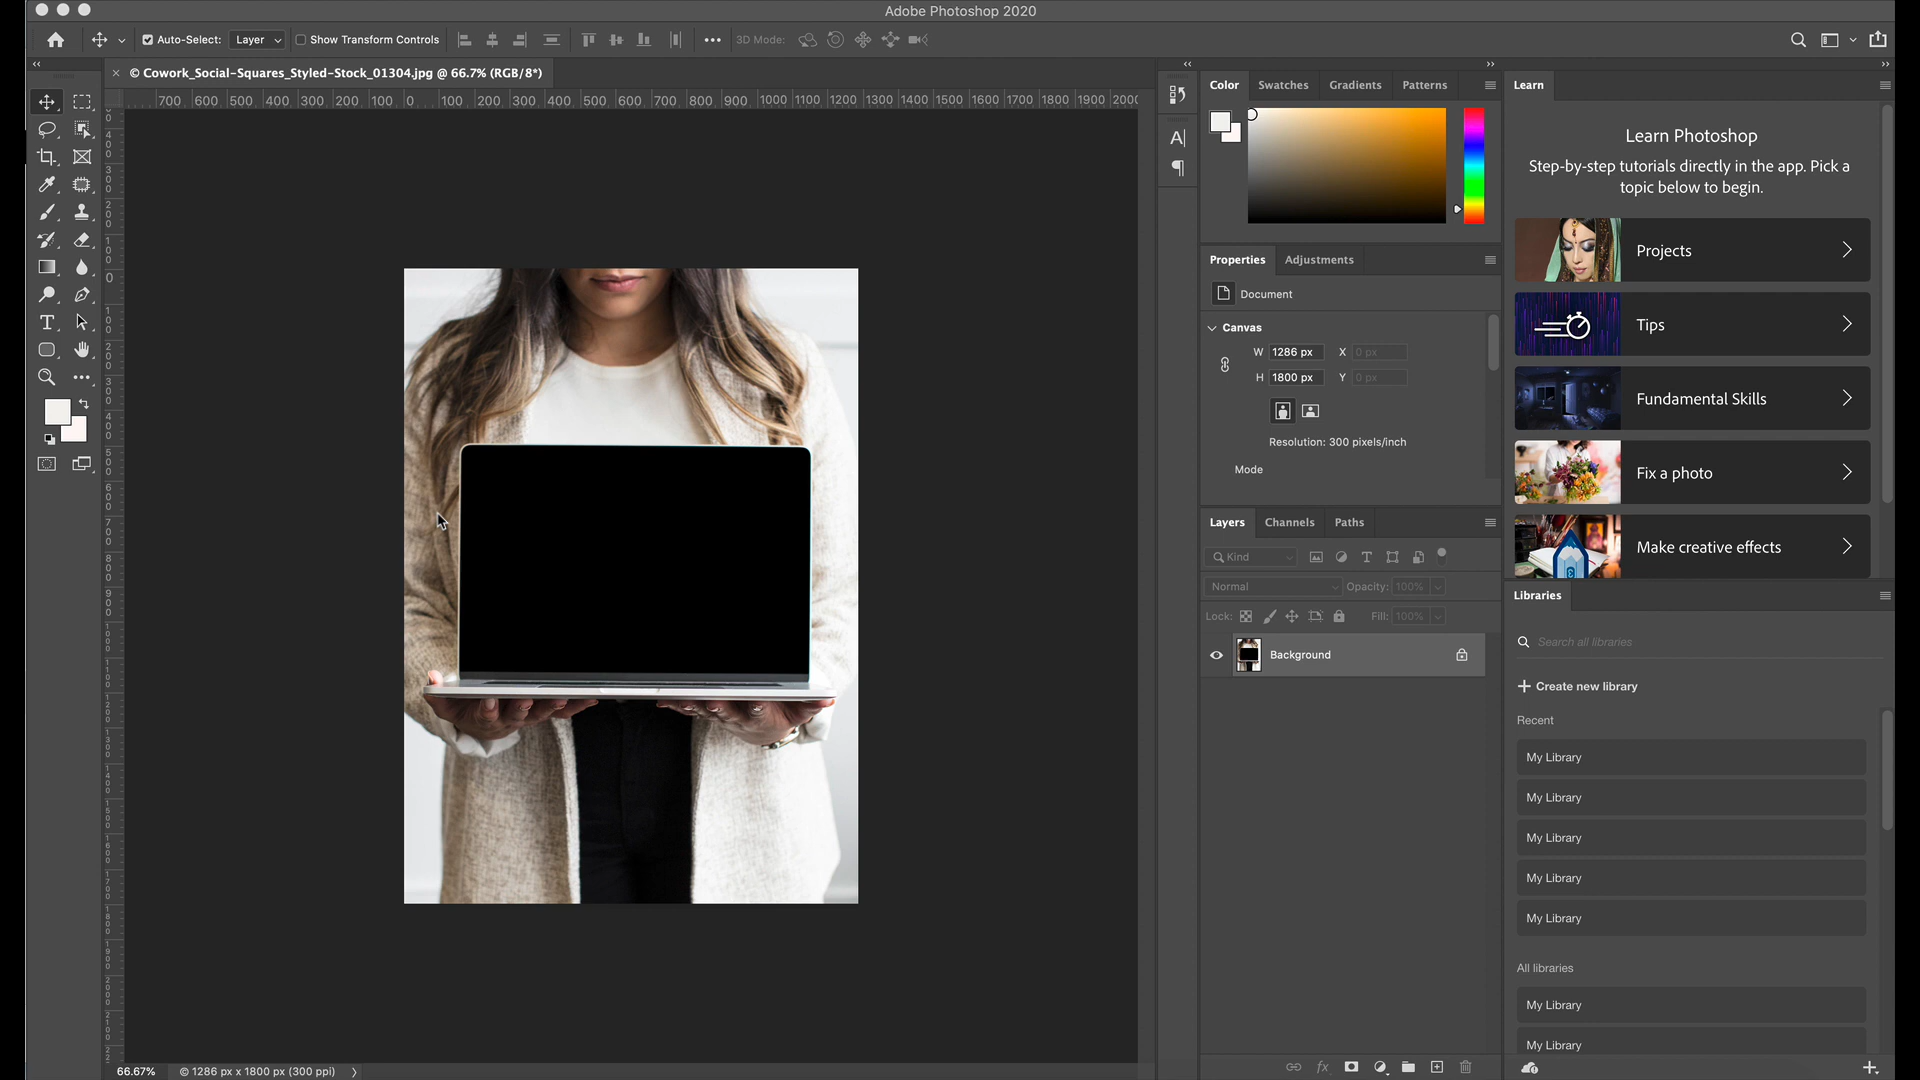 Adobe Photoshop 2020
Auto-Select: Layer Show Transform Controls 3D Mode:
© Cowork_Social-Squares_Styled-Stock_01304.jpg @ 66.7% (RGB/8*)
700 600 500 400 300 200 100 0 100 200 300 400 500 600 700 800 900 1000 1100 1200 1300 1400 1500 1600 1700 1800 1900 2000
Color Swatches Gradients Patterns
Learn
Learn Photoshop
Step-by-step tutorials directly in the app. Pick a
topic below to begin.
Projects
Tips
Fundamental Skills
Fix a photo
Make creative effects
Properties Adjustments
Document
Canvas
W 1286 px X 0 px
H 1800 px Y 0 px
Resolution: 300 pixels/inch
Mode
Layers Channels Paths
Kind
Normal Opacity: 100%
Lock: Fill: 100%
Background
Libraries
Search all libraries
Create new library
Recent
My Library
My Library
My Library
My Library
My Library
All libraries
My Library
My Library
66.67% © 1286 px x 1800 px (300 ppi)